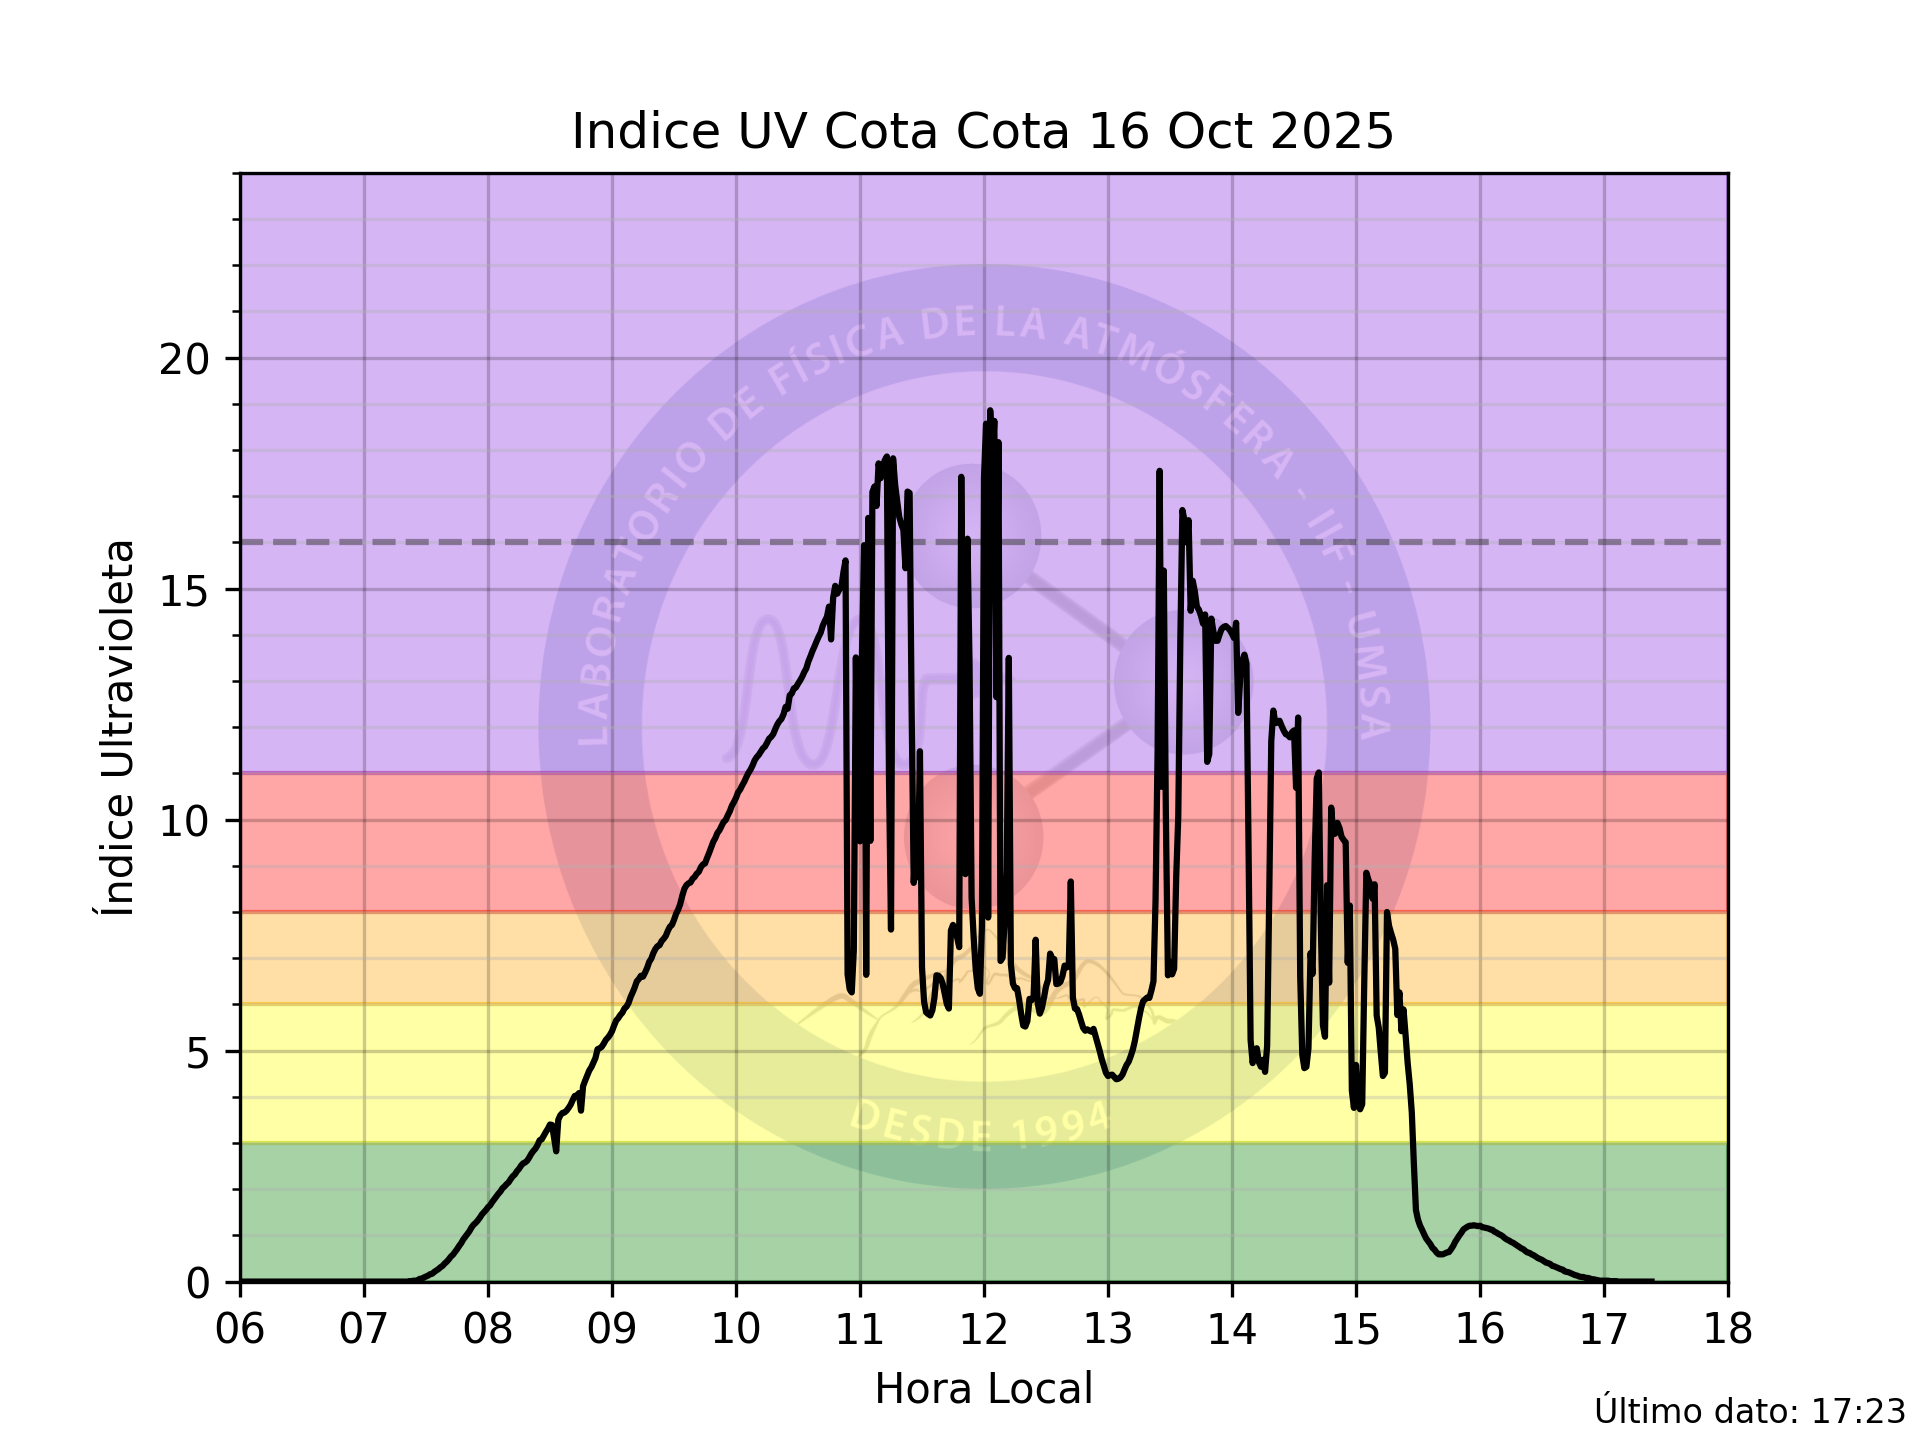 Indice UV Cota Cota 16 Oct 2025
LABORATORIO DE FÍSICA DE LA ATMÓSFERA - IIF - UMSA
20
15
10
5
0
Índice Ultravioleta
DESDE 1994
06 07 08 09 10 11 12 13 14 15 16 17 18
Hora Local
Último dato: 17:23